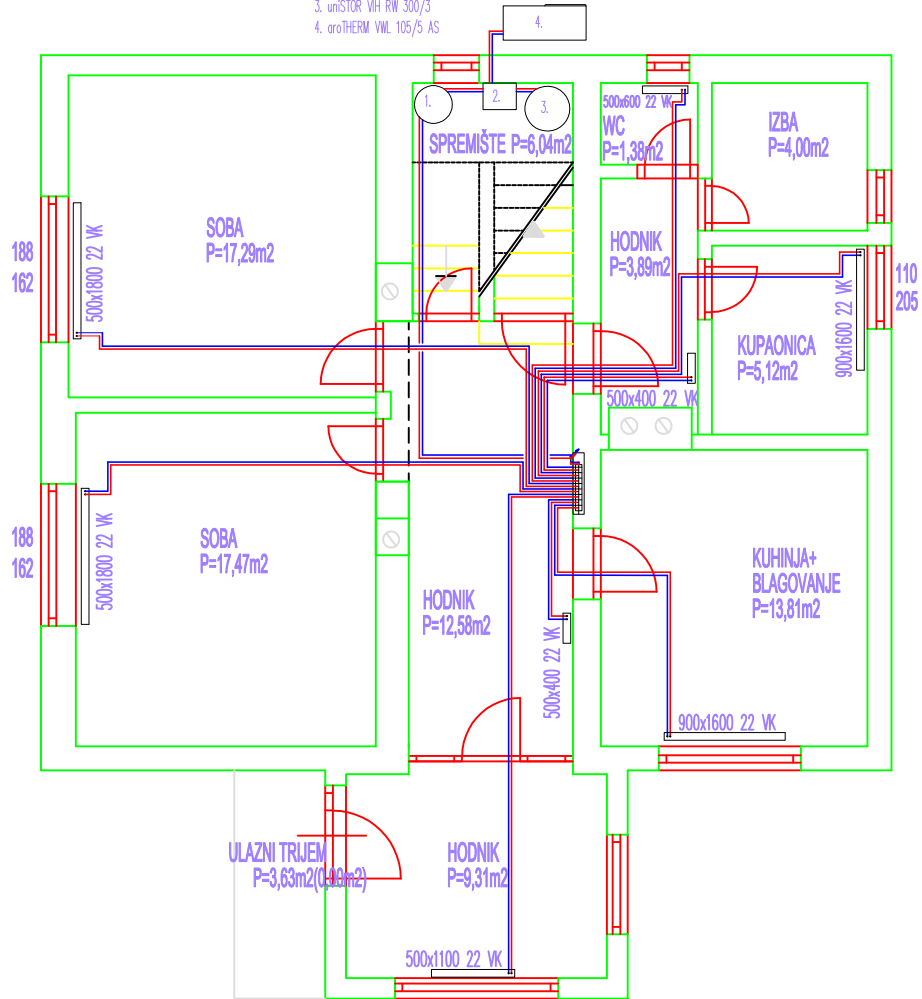 3. uniSTOR VIH RW 300/3
4. aroTHERM VWL 105/5 AS
4.
1.
2.
3.
SPREMIŠTE P=6,04m2
500x600 22 VK
WC
P=1,38m2
IZBA
P=4,00m2
SOBA
P=17,29m2
188
162
500x1800 22 VK
HODNIK
P=3,89m2
110
205
900x1600 22 VK
KUPAONICA
P=5,12m2
500x400 22 VK
SOBA
P=17,47m2
188
162
500x1800 22 VK
HODNIK
P=12,58m2
500x400 22 VK
KUHINJA+
BLAGOVANJE
P=13,81m2
900x1600 22 VK
ULAZNI TRIJEM
P=3,63m2(0,00m2)
HODNIK
P=9,31m2
500x1100 22 VK